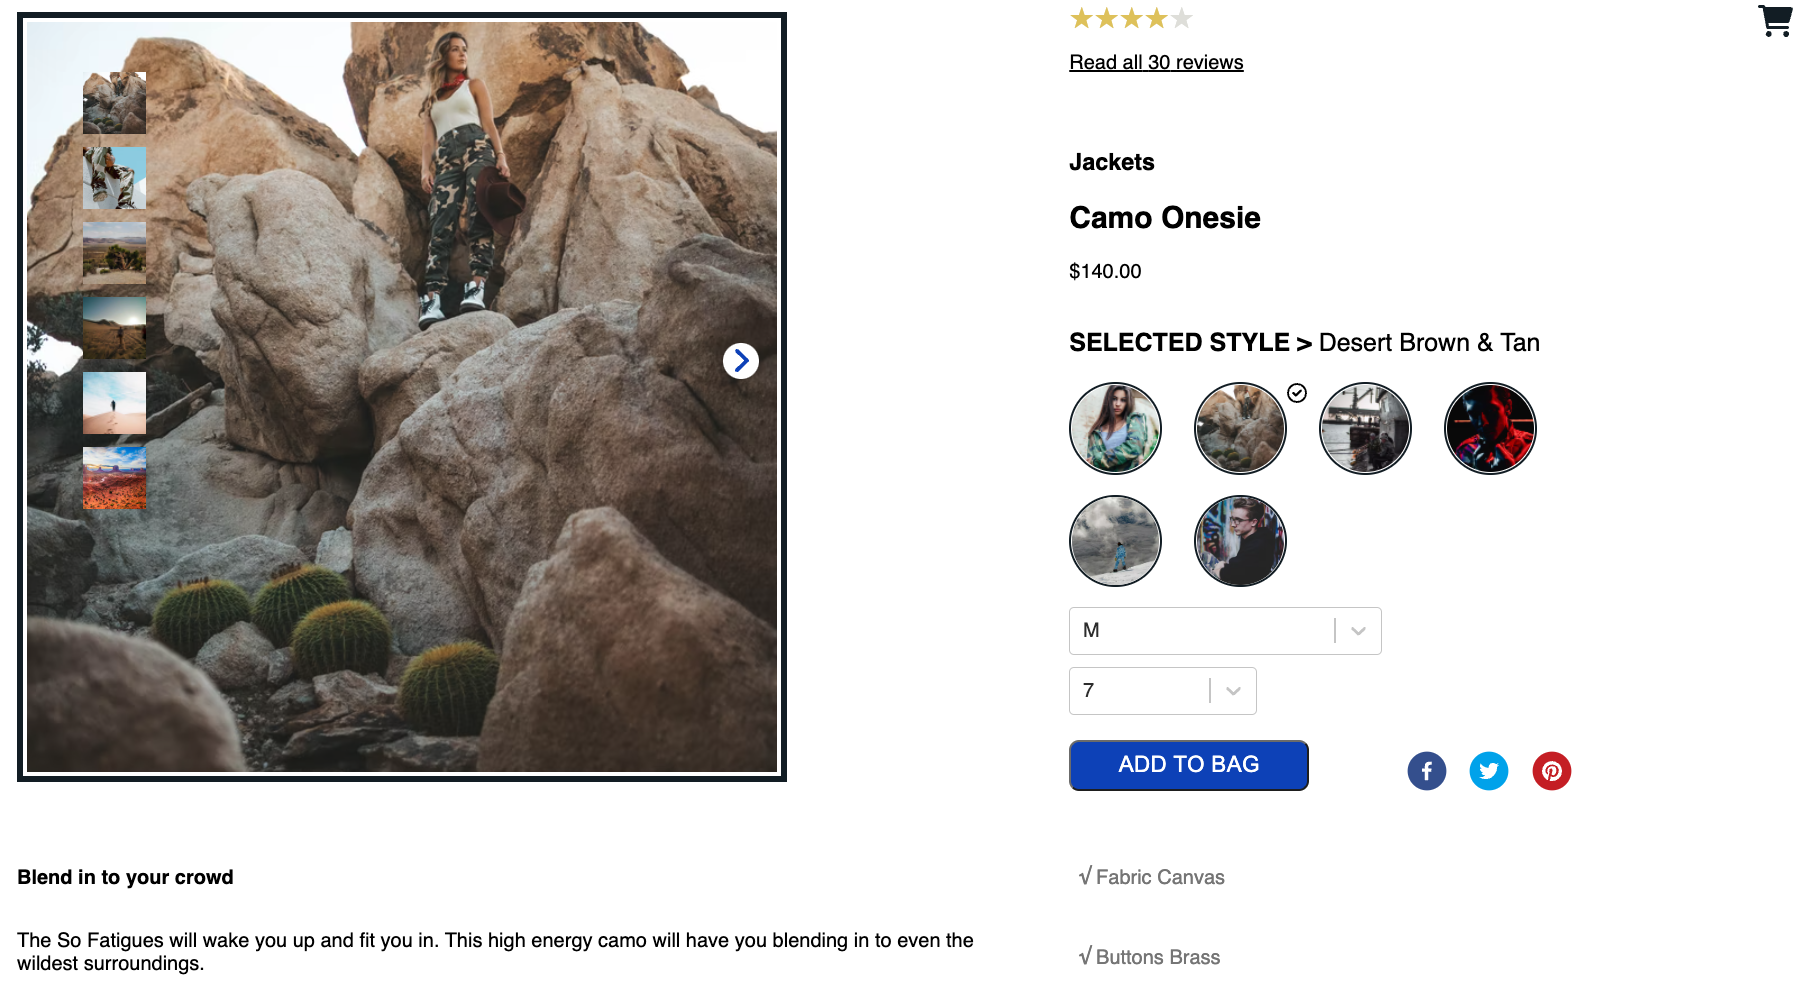 Read all 30 reviews
Jackets
Camo Onesie
$140.00
SELECTED STYLE > Desert Brown & Tan
M
7
ADD TO BAG
Blend in to your crowd
The So Fatigues will wake you up and fit you in. This high energy camo will have you blending in to even the
wildest surroundings.
√ Fabric Canvas
√ Buttons Brass